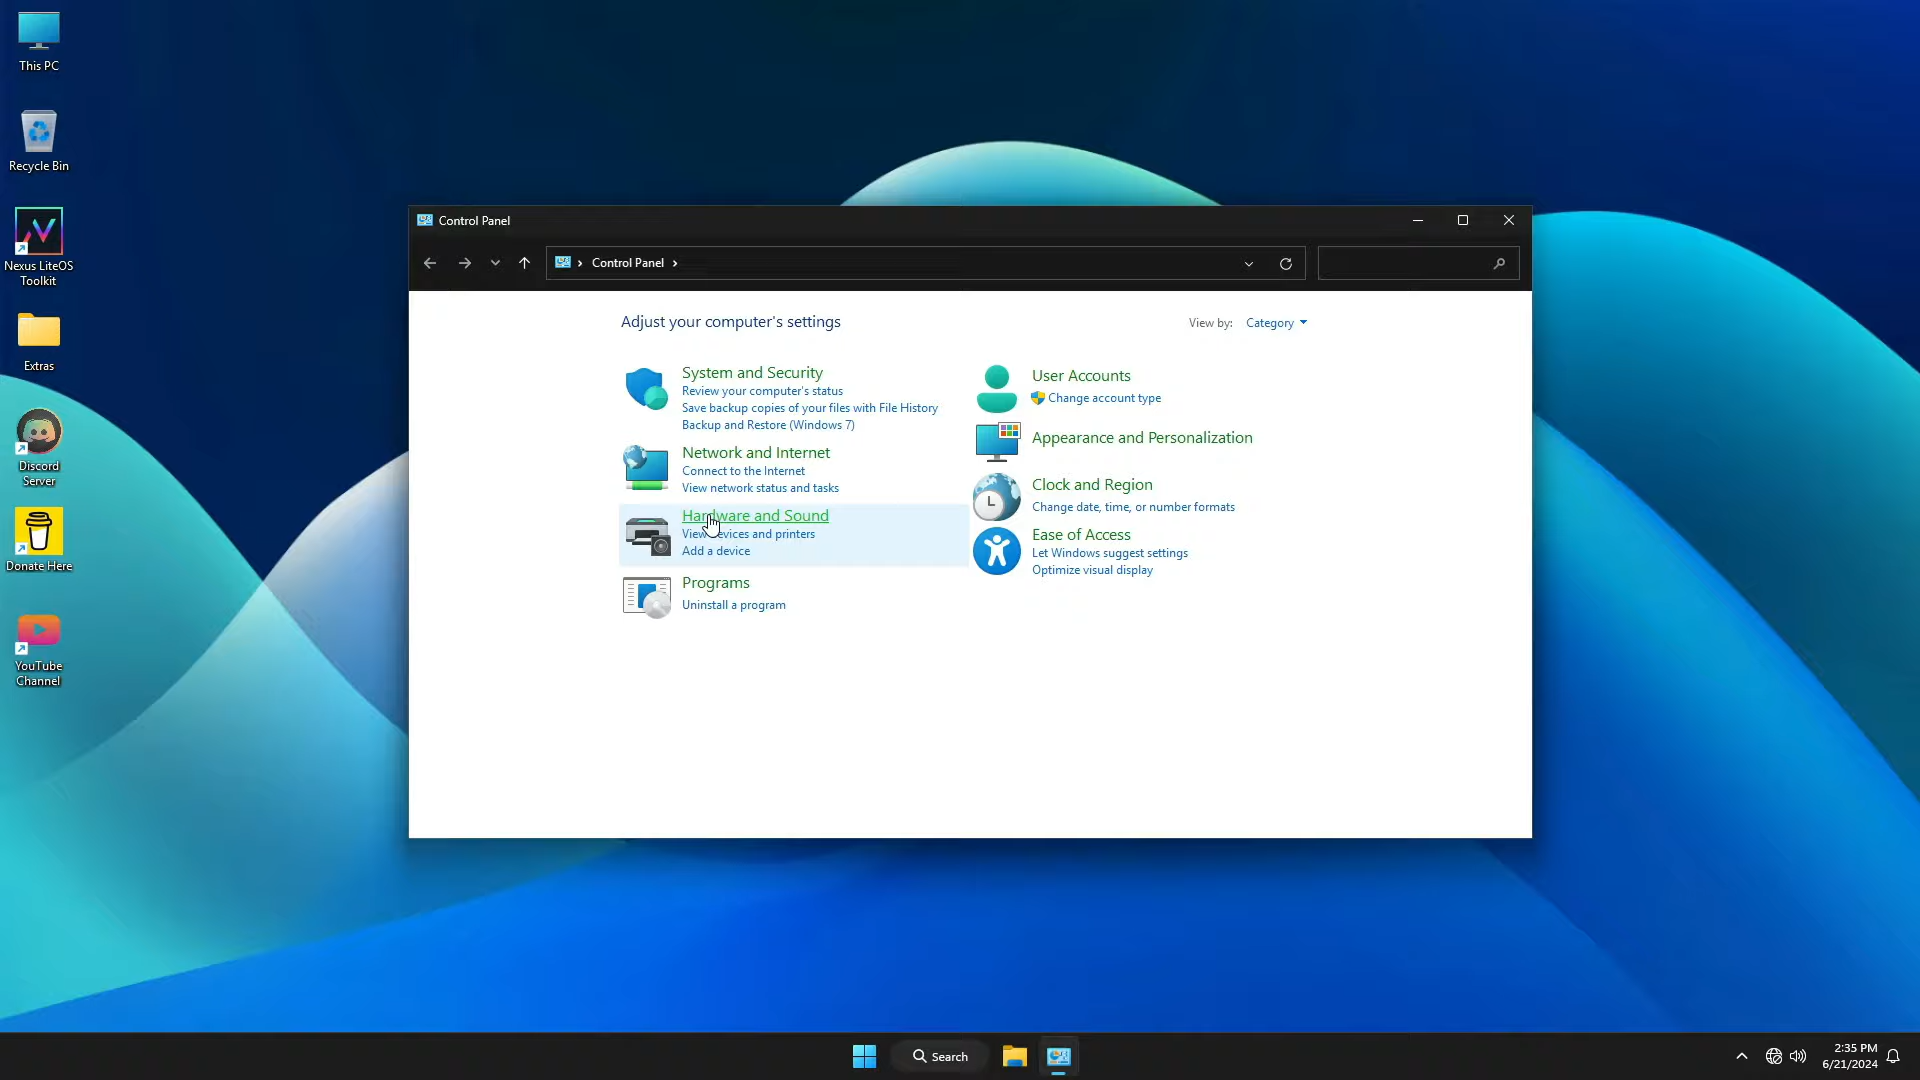 This PC
Recycle Bin
Nexus LiteOS
Toolkit
Extras
Discord
Server
Donate Here
YouTube
Channel
Control Panel
Control Panel
Adjust your computer's settings
View by: Category
System and Security
Review your computer's status
Save backup copies of your files with File History
Backup and Restore (Windows 7)
Network and Internet
Connect to the Internet
View network status and tasks
Hardware and Sound
View devices and printers
Add a device
Programs
Uninstall a program
User Accounts
Change account type
Appearance and Personalization
Clock and Region
Change date, time, or number formats
Ease of Access
Let Windows suggest settings
Optimize visual display
Search
2:35 PM
6/21/2024